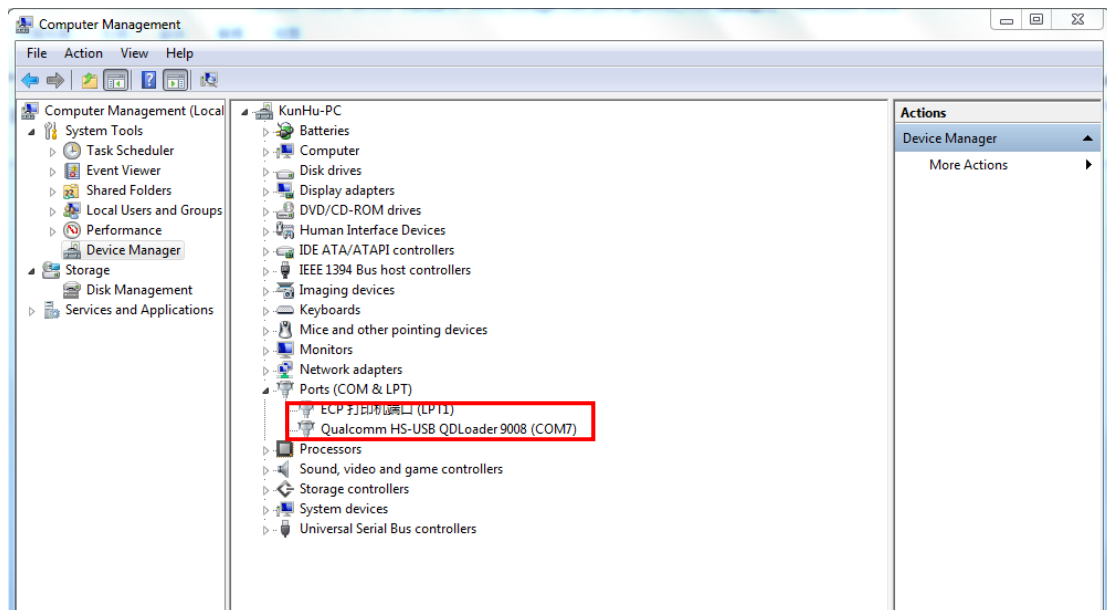 Computer Management
File Action View Help
Computer Management (Local
System Tools
Task Scheduler
Event Viewer
Shared Folders
Local Users and Groups
Performance
Device Manager
Storage
Disk Management
Services and Applications
KunHu-PC
Batteries
Computer
Disk drives
Display adapters
DVD/CD-ROM drives
Human Interface Devices
IDE ATA/ATAPI controllers
IEEE 1394 Bus host controllers
Imaging devices
Keyboards
Mice and other pointing devices
Monitors
Network adapters
Ports (COM & LPT)
ECP 打印机端口 (LPT1)
Qualcomm HS-USB QDLoader 9008 (COM7)
Processors
Sound, video and game controllers
Storage controllers
System devices
Universal Serial Bus controllers
Actions
Device Manager
More Actions